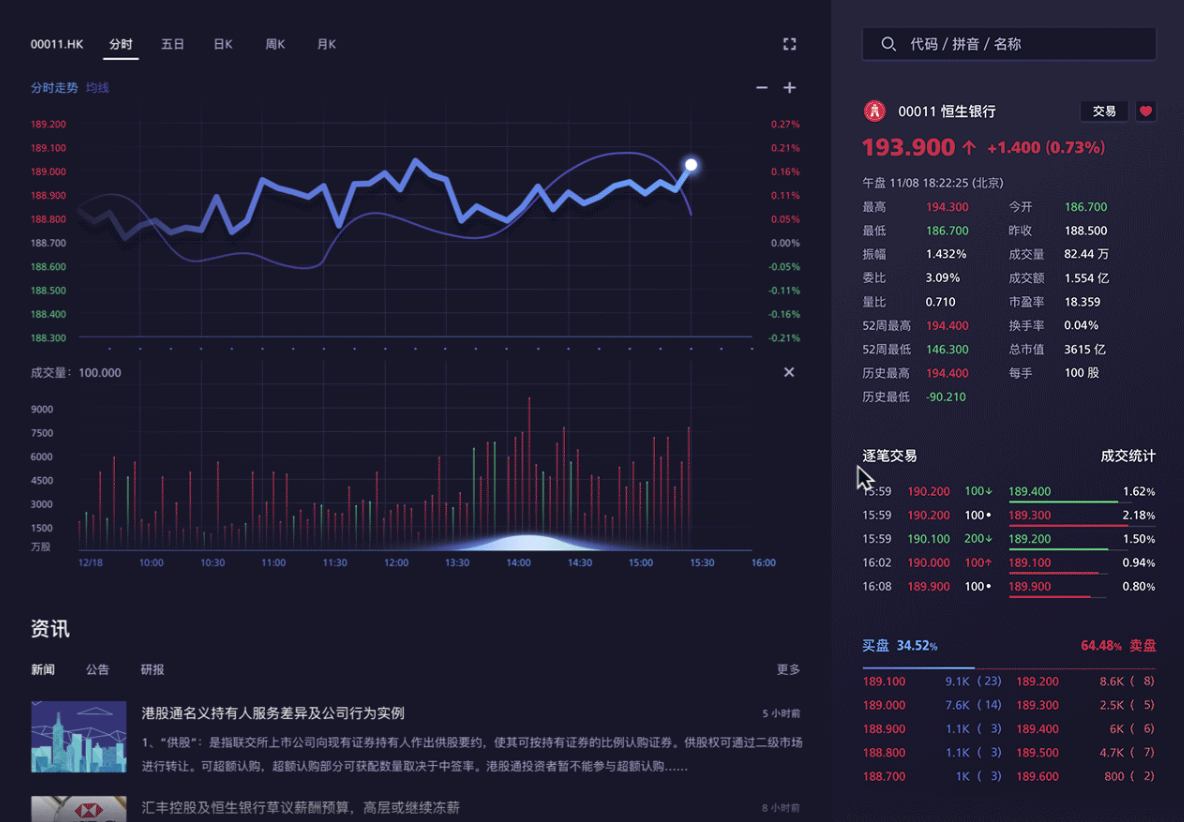 00011.HK 分时 五日 日K 周K 月K
分时走势 均线
189.200 0.27%
189.100 0.21%
189.000 0.16%
188.900 0.11%
188.800 0.05%
188.700 0.00%
188.600 -0.05%
188.500 -0.11%
188.400 -0.16%
188.300 -0.21%
成交量: 100.000
9000
7500
6000
4500
3000
1500
万股
12/18 10:00 10:30 11:00 11:30 12:00 13:30 14:00 14:30 15:00 15:30 16:00
资讯
新闻 公告 研报 更多
港股通名义持有人服务差异及公司行为实例 5 小时前
1、“供股”：是指联交所上市公司向现有证券持有人作出供股要约，使其可按持有证券的比例认购证券。供股权可通过二级市场
进行转让。可超额认购，超额认购部分可获配数量取决于中签率。港股通投资者暂不能参与超额认购......
汇丰控股及恒生银行草议薪酬预算，高层或继续冻薪 8 小时前
代码 / 拼音 / 名称
00011 恒生银行 交易
193.900 ↑ +1.400 (0.73%)
午盘 11/08 18:22:25 (北京)
最高 194.300 今开 186.700
最低 186.700 昨收 188.500
振幅 1.432% 成交量 82.44 万
委比 3.09% 成交额 1.554 亿
量比 0.710 市盈率 18.359
52周最高 194.400 换手率 0.04%
52周最低 146.300 总市值 3615 亿
历史最高 194.400 每手 100 股
历史最低 -90.210
逐笔交易 成交统计
15:59 190.200 100↓ 189.400 1.62%
15:59 190.200 100• 189.300 2.18%
15:59 190.100 200↓ 189.200 1.50%
16:02 190.000 100↑ 189.100 0.94%
16:08 189.900 100• 189.900 0.80%
买盘 34.52% 64.48% 卖盘
189.100 9.1K ( 23) 189.200 8.6K ( 8)
189.000 7.6K ( 14) 189.300 2.5K ( 5)
188.900 1.1K ( 3) 189.400 6K ( 6)
188.800 1.1K ( 3) 189.500 4.7K ( 7)
188.700 1K ( 3) 189.600 800 ( 2)